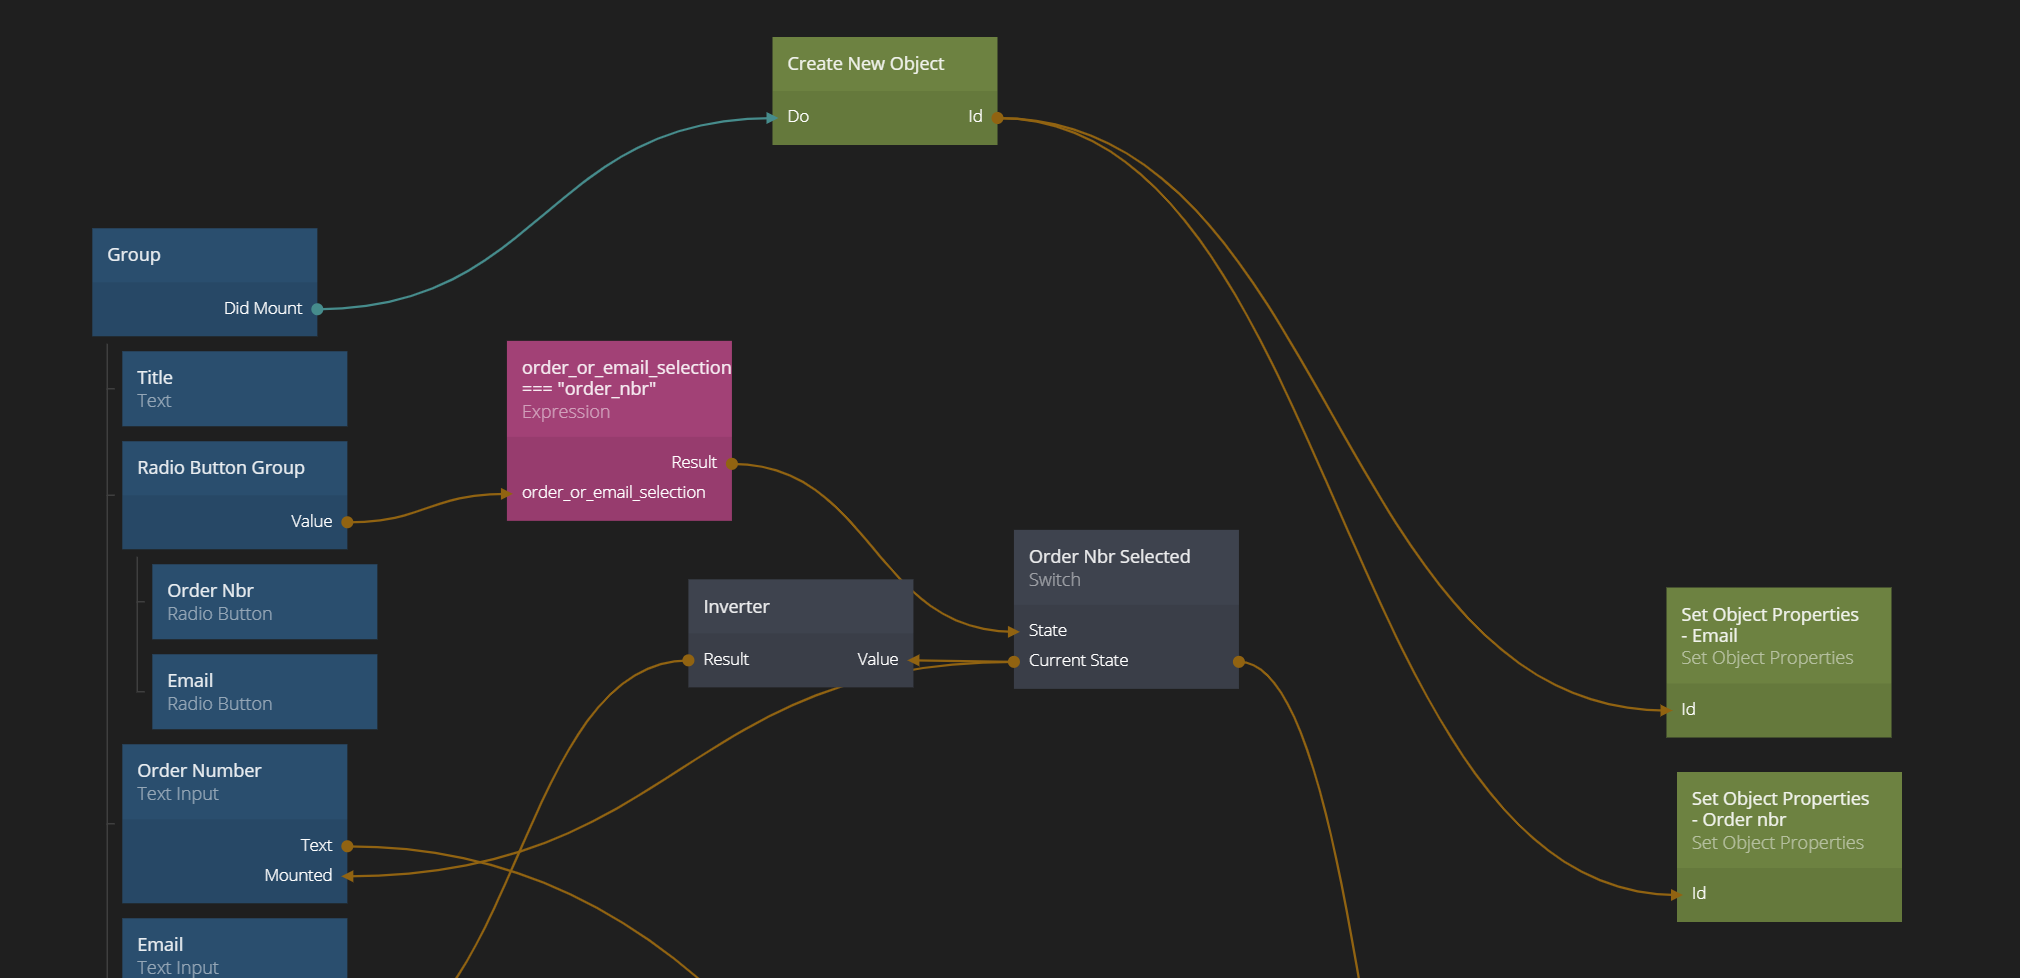 Create New Object
Do
Id
Group
Did Mount
Title
Text
order_or_email_selection
=== "order_nbr"
Expression
Result
order_or_email_selection
Radio Button Group
Value
Order Nbr
Radio Button
Email
Radio Button
Inverter
Result
Value
Order Nbr Selected
Switch
State
Current State
Set Object Properties
- Email
Set Object Properties
Id
Set Object Properties
- Order nbr
Set Object Properties
Id
Order Number
Text Input
Text
Mounted
Email
Text Input